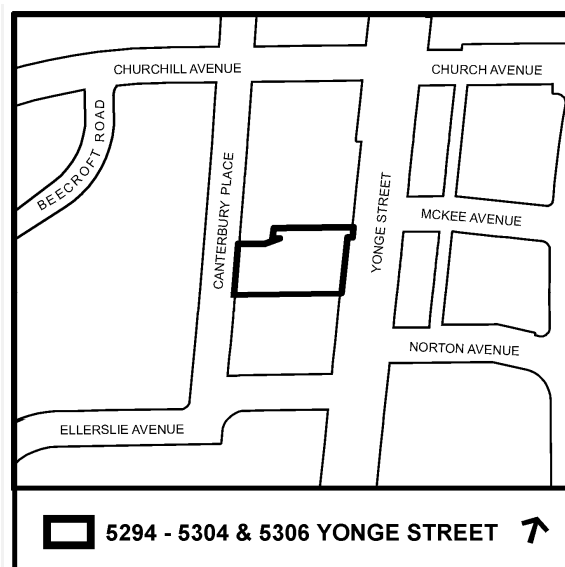 CHURCHILL AVENUE
CHURCH AVENUE
BEECROFT ROAD
CANTERBURY PLACE
YONGE STREET
MCKEE AVENUE
NORTON AVENUE
ELLERSLIE AVENUE
5294 - 5304 & 5306 YONGE STREET